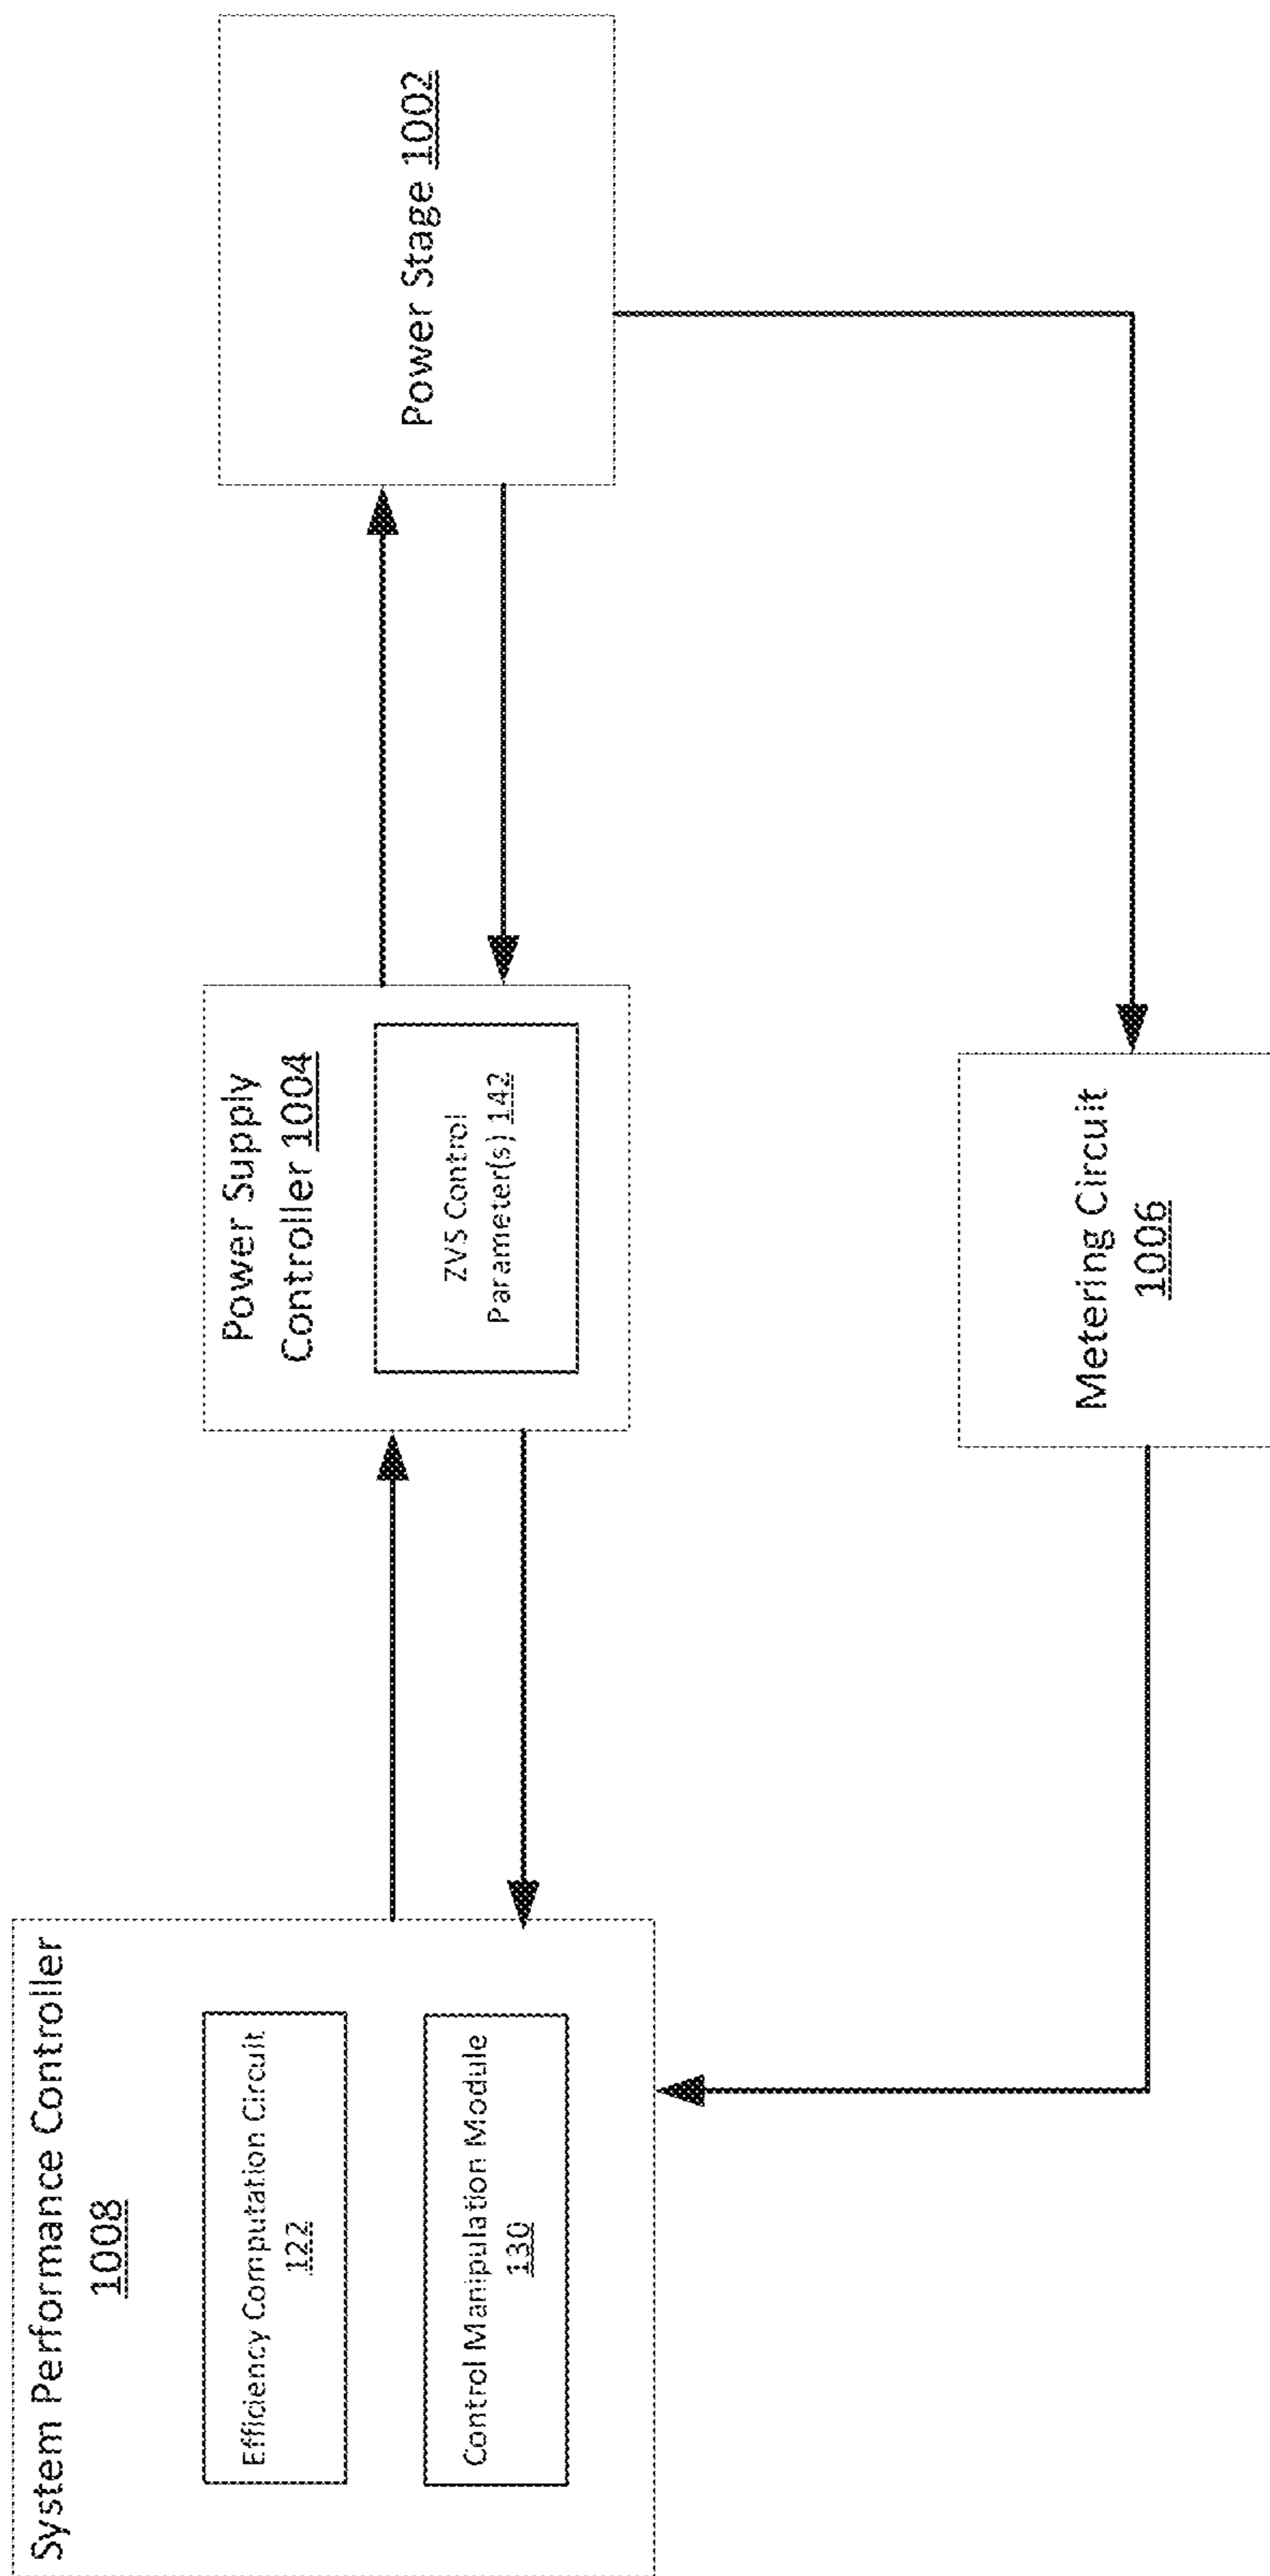 System Performance Controller
1008
Efficiency Computation Circuit
122
Control Manipulation Module
130
Power Supply
Controller 1004
ZVS Control
Parameter(s) 142
Power Stage 1002
Metering Circuit
1006